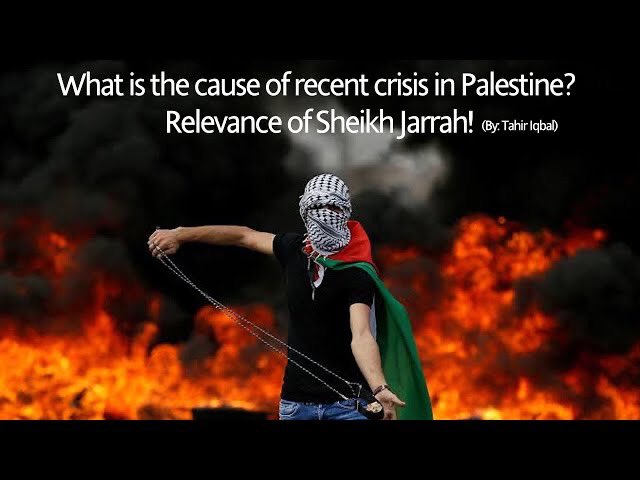 What is the cause of recent crisis in Palestine?
Relevance of Sheikh Jarrah! (By: Tahir Iqbal)